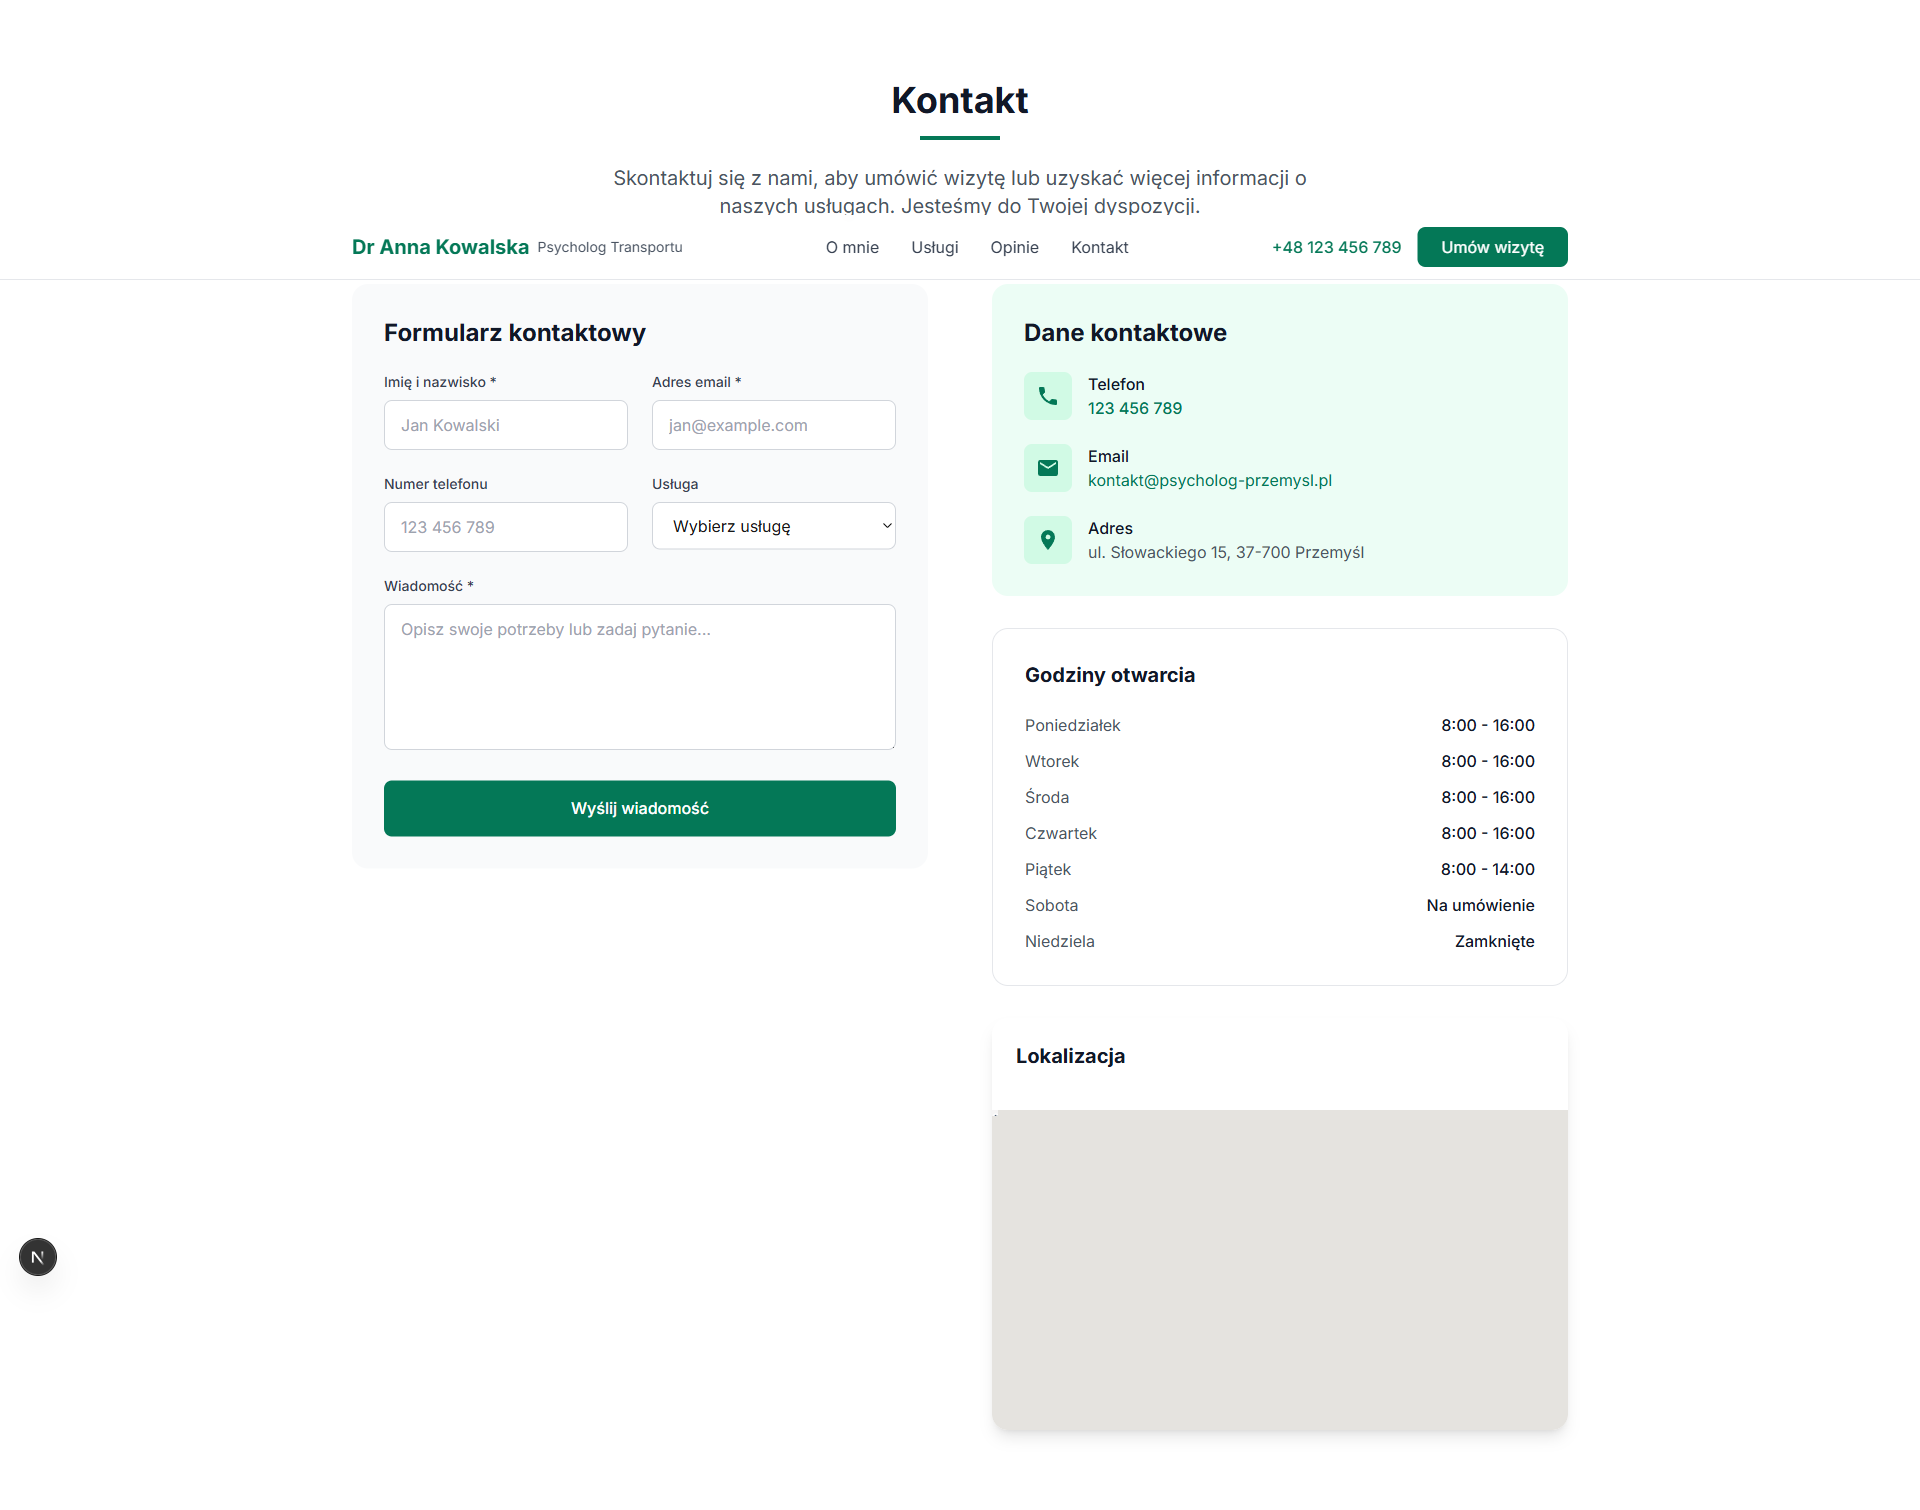 Kontakt
Skontaktuj się z nami, aby umówić wizytę lub uzyskać więcej informacji o
naszych usługach. Jesteśmy do Twojej dyspozycji.
Dr Anna Kowalska Psycholog Transportu
O mnie
Usługi
Opinie
Kontakt
+48 123 456 789
Umów wizytę
Formularz kontaktowy
Imię i nazwisko *
Jan Kowalski
Adres email *
jan@example.com
Numer telefonu
123 456 789
Usługa
Wybierz usługę
Wiadomość *
Opisz swoje potrzeby lub zadaj pytanie...
Wyślij wiadomość
Dane kontaktowe
Telefon
123 456 789
Email
kontakt@psycholog-przemysl.pl
Adres
ul. Słowackiego 15, 37-700 Przemyśl
Godziny otwarcia
Poniedziałek 8:00 - 16:00
Wtorek 8:00 - 16:00
Środa 8:00 - 16:00
Czwartek 8:00 - 16:00
Piątek 8:00 - 14:00
Sobota Na umówienie
Niedziela Zamknięte
Lokalizacja
N